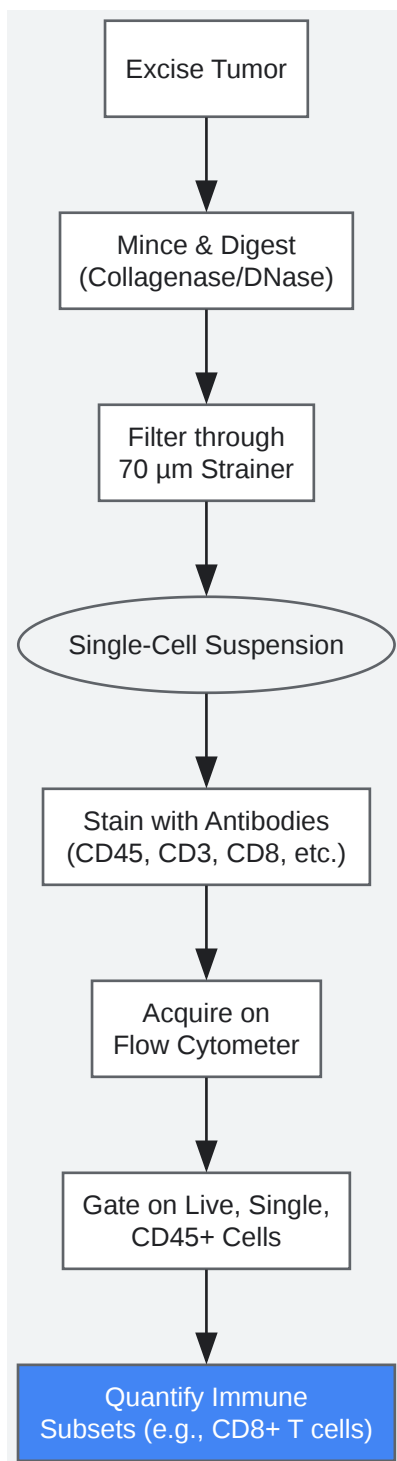 Excise Tumor
Mince & Digest
(Collagenase/DNase)
Filter through
70 µm Strainer
Single-Cell Suspension
Stain with Antibodies
(CD45, CD3, CD8, etc.)
Acquire on
Flow Cytometer
Gate on Live, Single,
CD45+ Cells
Quantify Immune
Subsets (e.g., CD8+ T cells)